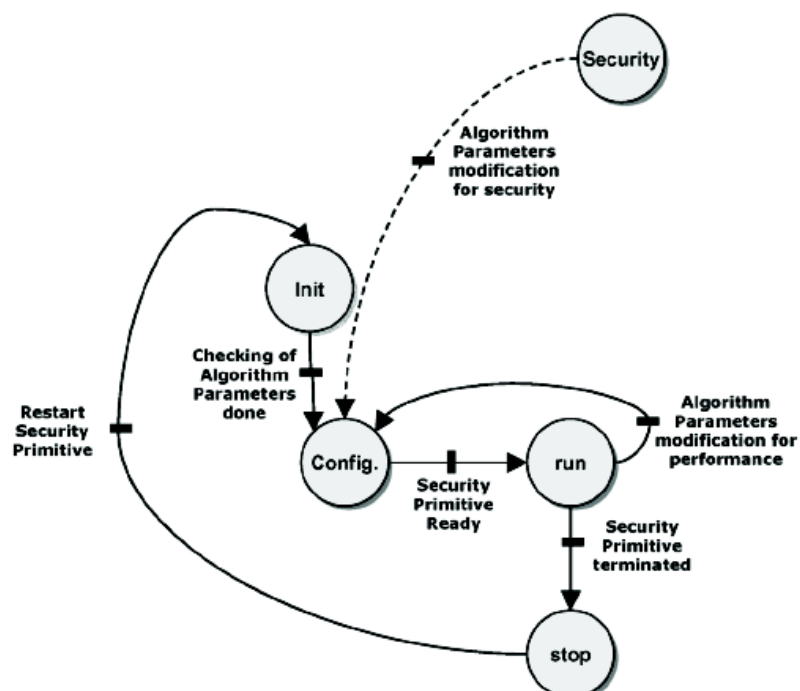 Security
Algorithm
Parameters
modification
for security
Init
Checking of
Algorithm
Parameters
done
Restart
Security
Primitive
Algorithm
Parameters
modification for
performance
Config.
run
Security
Primitive
Ready
Security
Primitive
terminated
stop